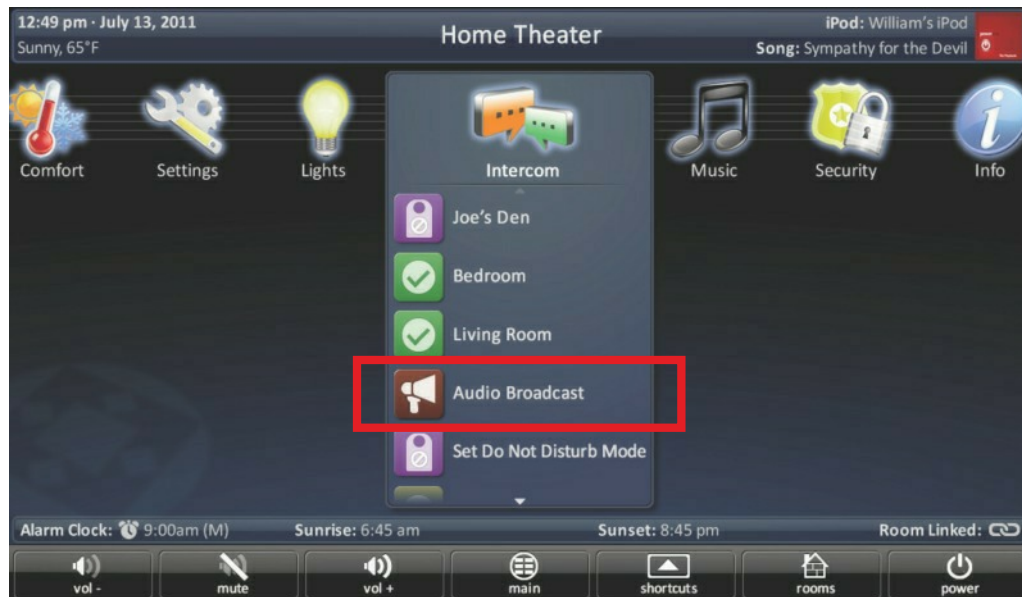 12:49 pm · July 13, 2011
Sunny, 65°F
Home Theater
iPod: William's iPod
Song: Sympathy for the Devil
Comfort
Settings
Lights
Intercom
Music
Security
Info
Joe's Den
Bedroom
Living Room
Audio Broadcast
Set Do Not Disturb Mode
Alarm Clock: 9:00am (M)
Sunrise: 6:45 am
Sunset: 8:45 pm
Room Linked:
vol -
mute
vol +
main
shortcuts
rooms
power